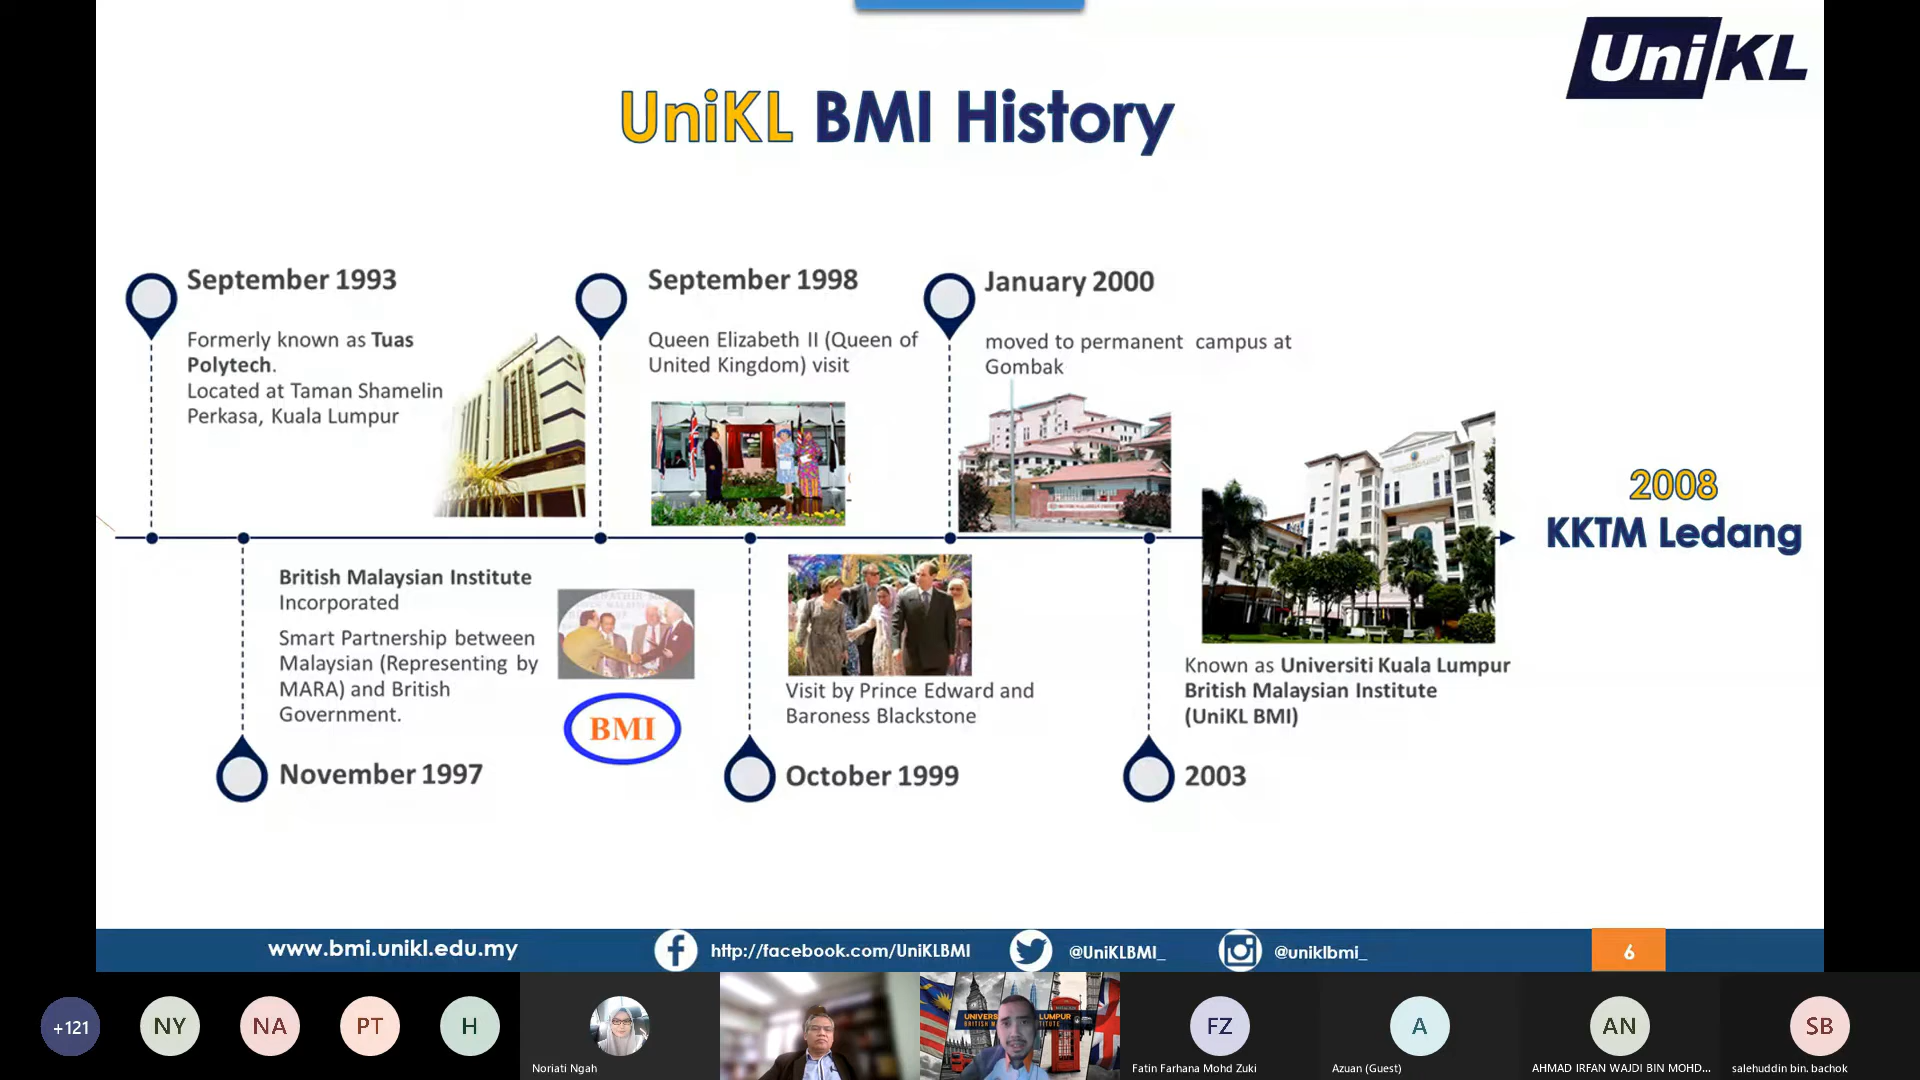 UniKL
UniKL BMI History
September 1993
Formerly known as Tuas
Polytech.
Located at Taman Shamelin
Perkasa, Kuala Lumpur
September 1998
Queen Elizabeth II (Queen of
United Kingdom) visit
January 2000
moved to permanent campus at
Gombak
2008
KKTM Ledang
British Malaysian Institute
Incorporated
Smart Partnership between
Malaysian (Representing by
MARA) and British
Government.
BMI
November 1997
Visit by Prince Edward and
Baroness Blackstone
October 1999
Known as Universiti Kuala Lumpur
British Malaysian Institute
(UniKL BMI)
2003
www.bmi.unikl.edu.my
http://facebook.com/UniKLBMI
@UniKLBMI_
@uniklbmi_
6
+121
NY
NA
PT
H
Noriati Ngah
FZ
Fatin Farhana Mohd Zuki
A
Azuan (Guest)
AN
AHMAD IRFAN WAJDI BIN MOHD...
SB
salehuddin bin. bachok